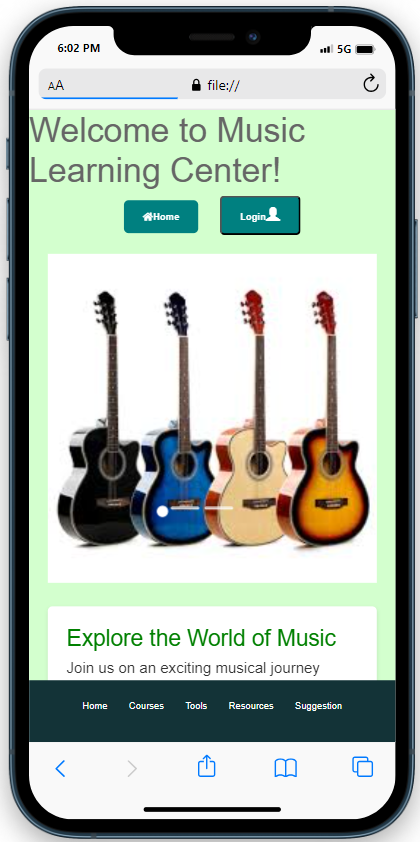 6:02 PM
5G
AA
file://
Welcome to Music
Learning Center!
Home
Login
Explore the World of Music
Join us on an exciting musical journey
Home Courses Tools Resources Suggestion